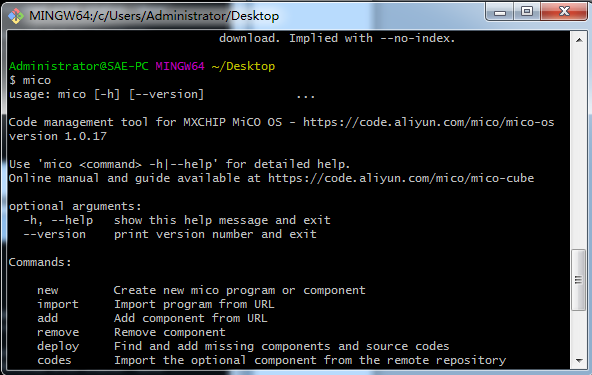 MINGW64:/c/Users/Administrator/Desktop
download. Implied with --no-index.
Administrator@SAE-PC MINGW64 ~/Desktop
$ mico
usage: mico [-h] [--version]             ...
Code management tool for MXCHIP MiCO OS - https://code.aliyun.com/mico/mico-os
version 1.0.17
Use 'mico <command> -h|--help' for detailed help.
Online manual and guide available at https://code.aliyun.com/mico/mico-cube
optional arguments:
  -h, --help   show this help message and exit
  --version    print version number and exit
Commands:
    new        Create new mico program or component
    import     Import program from URL
    add        Add component from URL
    remove     Remove component
    deploy     Find and add missing components and source codes
    codes      Import the optional component from the remote repository